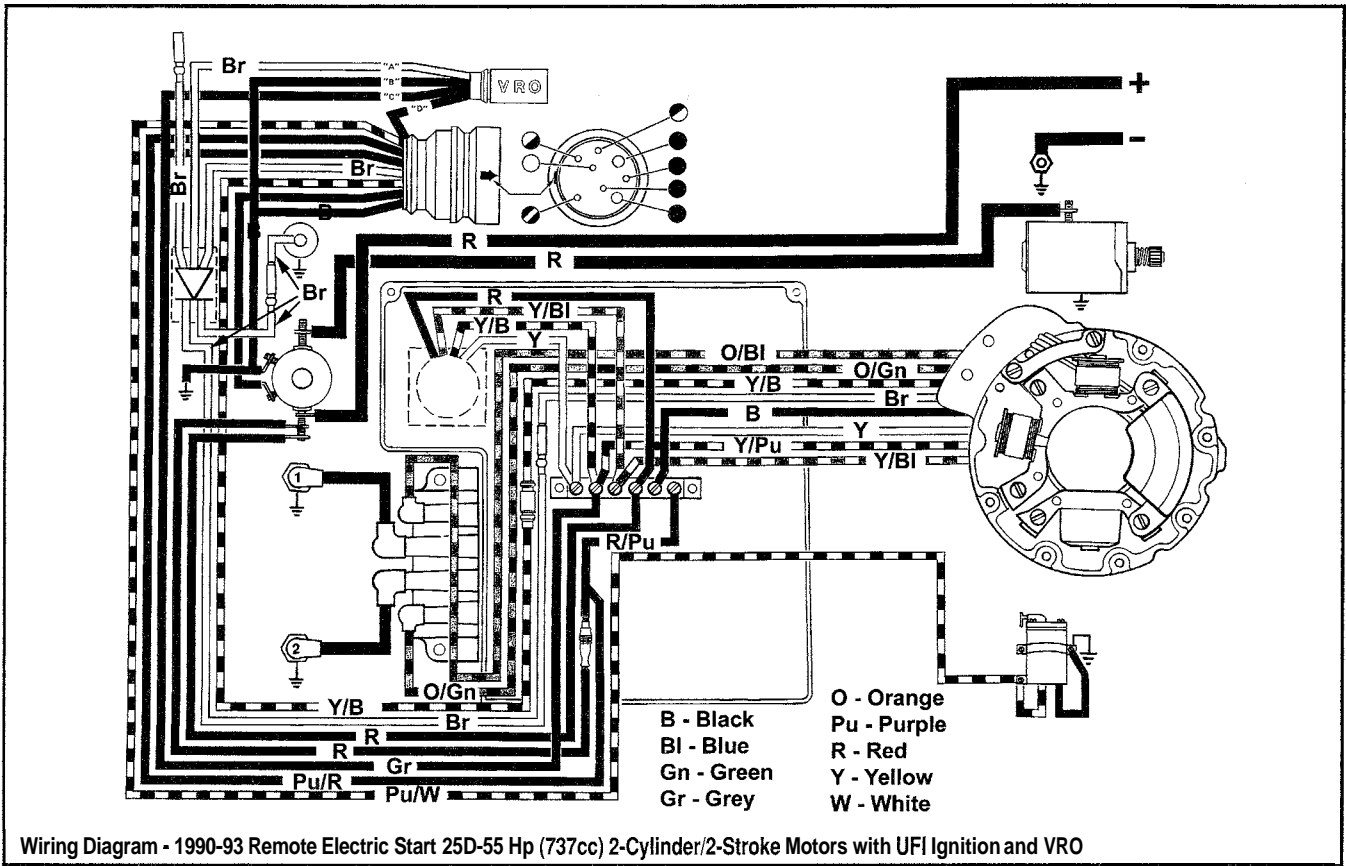 Br
"A"
"B"
"C"
"D"
VRO
+
-
Br
Br
B
B
R
R
Br
R
Y/Bl
Y/B
Y
O/Bl
O/Gn
Y/B
Br
B
Y
Y/Pu
Y/Bl
1
R/Pu
2
O/Gn
Y/B
Br
R
R
Gr
Pu/R
Pu/W
B - Black
Bl - Blue
Gn - Green
Gr - Grey
O - Orange
Pu - Purple
R - Red
Y - Yellow
W - White
Wiring Diagram - 1990-93 Remote Electric Start 25D-55 Hp (737cc) 2-Cylinder/2-Stroke Motors with UFI Ignition and VRO